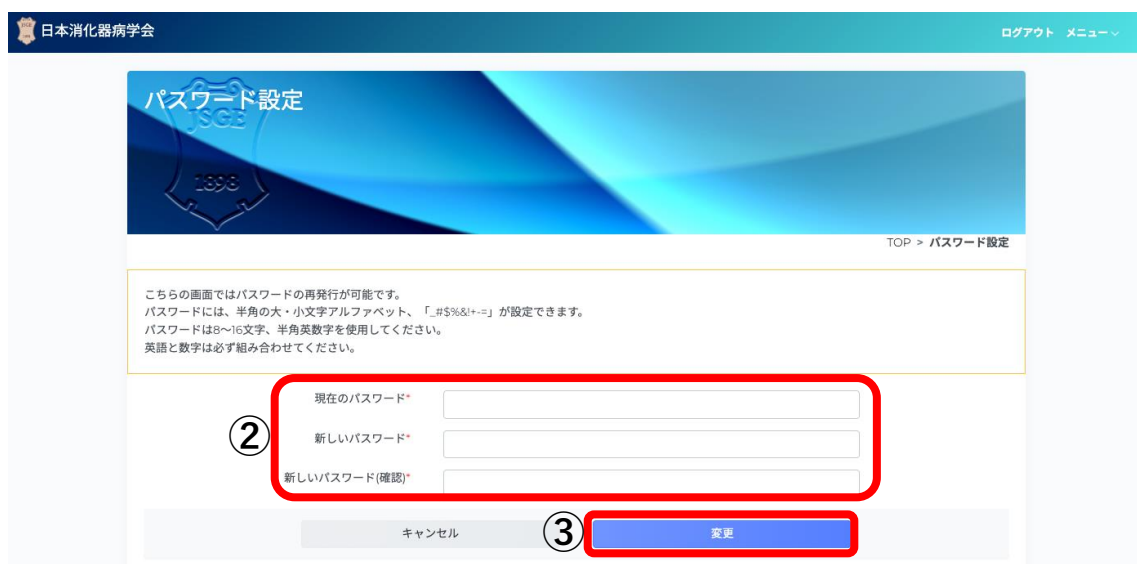 日本消化器病学会
ログアウト メニュー
パスワード設定
JSGE
1898
TOP > パスワード設定
こちらの画面ではパスワードの再発行が可能です。
パスワードには、半角の大・小文字アルファベット、「_#$%&!+-=」が設定できます。
パスワードは8〜16文字、半角英数字を使用してください。
英語と数字は必ず組み合わせてください。
現在のパスワード*
② 新しいパスワード*
新しいパスワード(確認)*
キャンセル ③ 変更